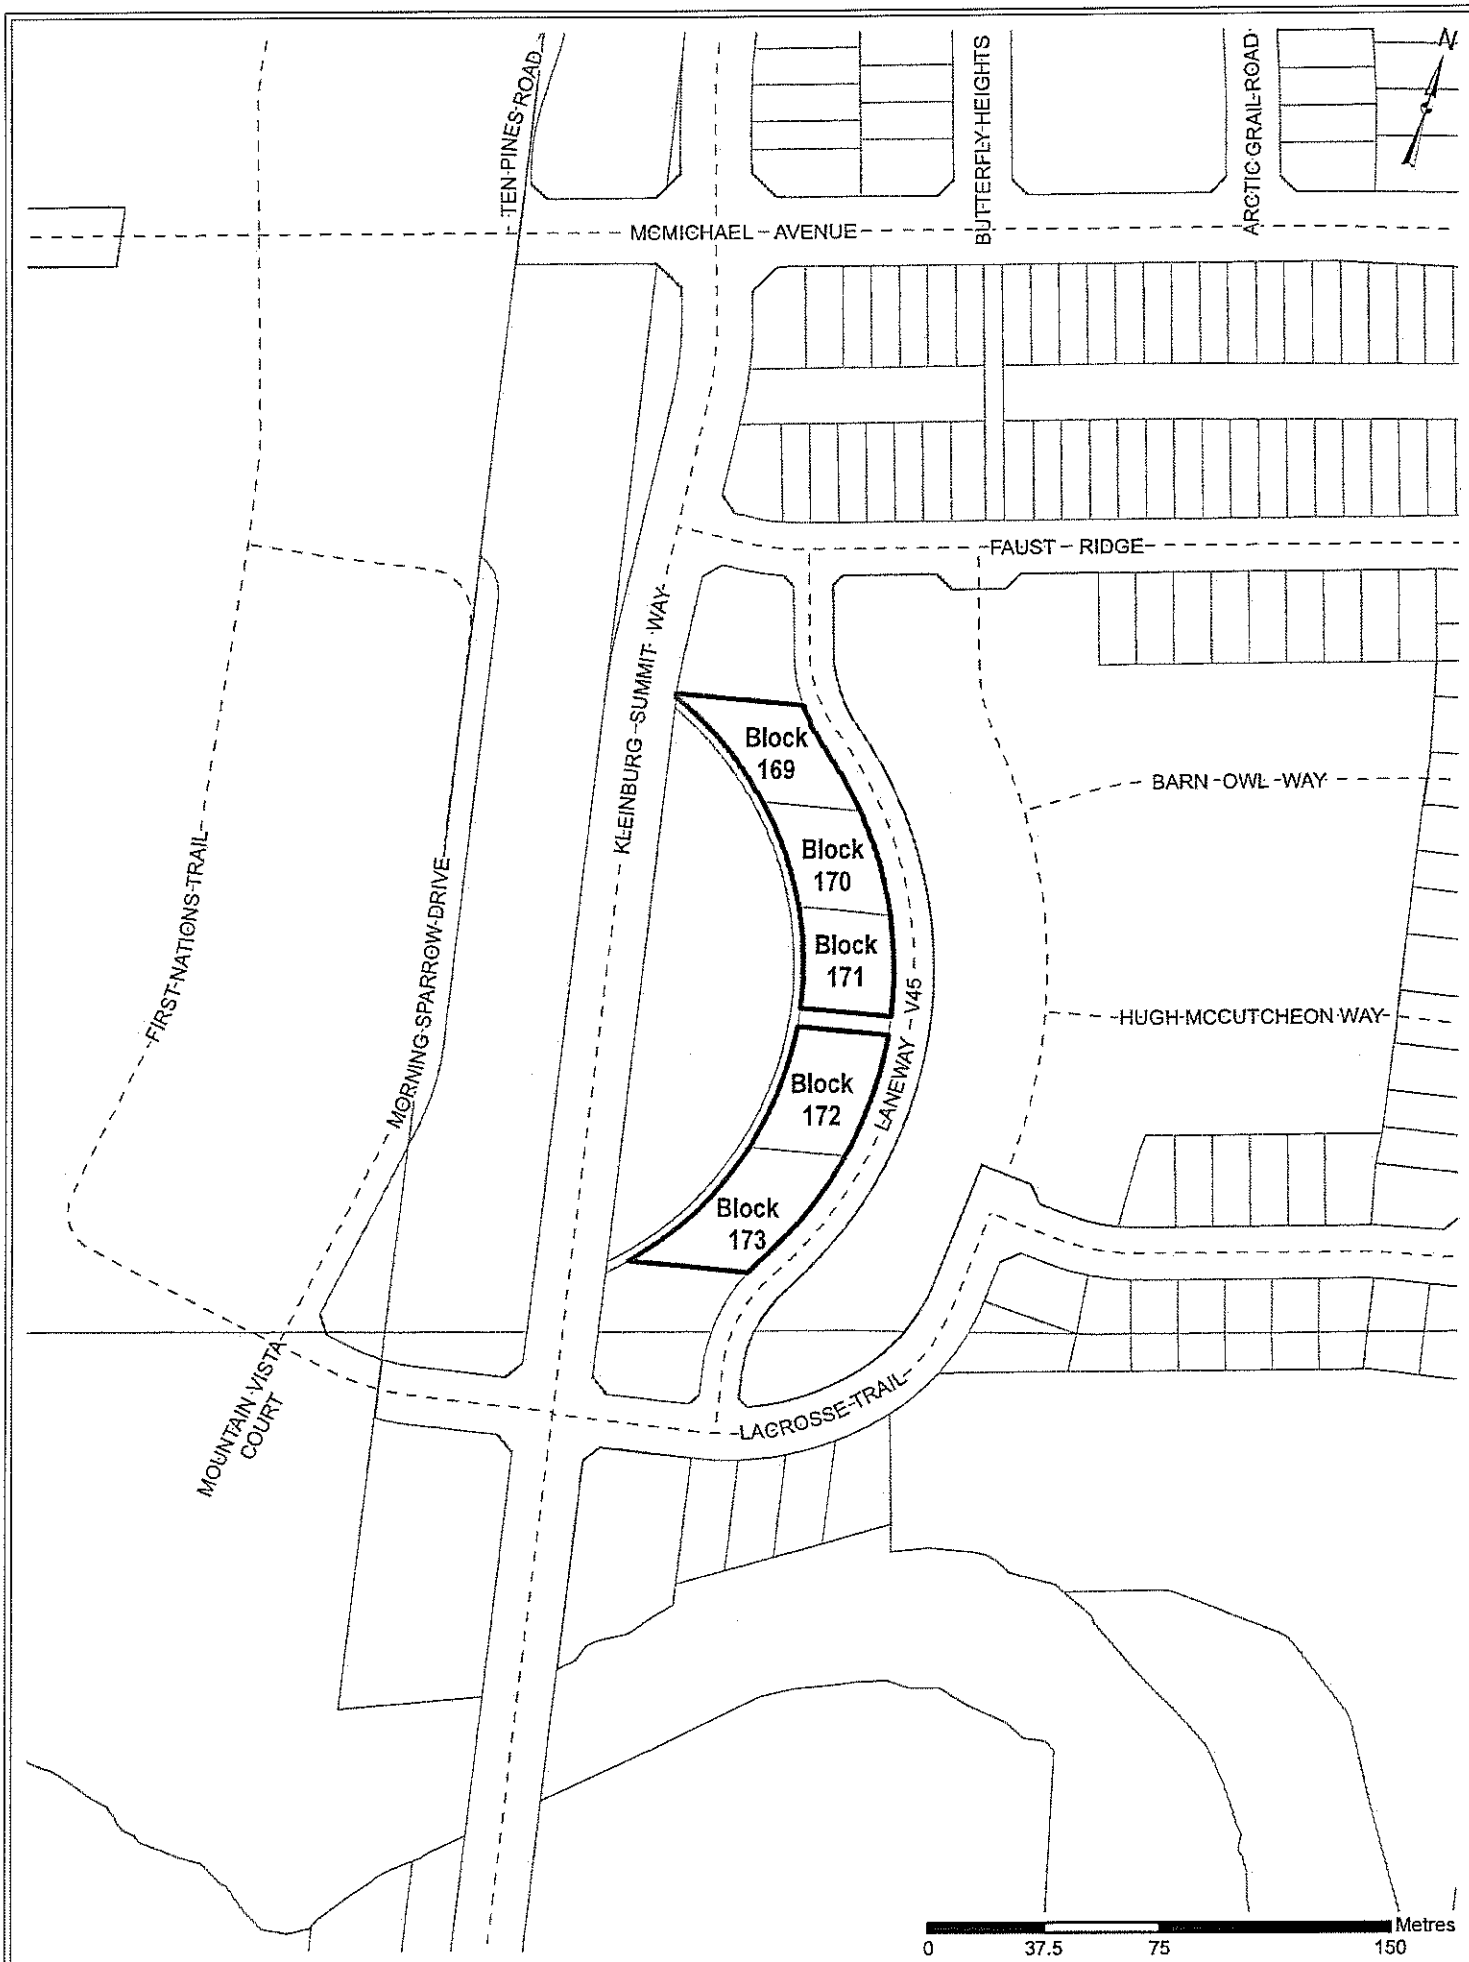 N
TEN PINES ROAD
BUTTERFLY HEIGHTS
ARCTIC GRAIL ROAD
MCMICHAEL AVENUE
FAUST RIDGE
KLEINBURG SUMMIT WAY
Block
169
BARN OWL WAY
FIRST NATIONS TRAIL
MORNING SPARROW DRIVE
Block
170
Block
171
LANEWAY V45
HUGH MCCUTCHEON WAY
Block
172
Block
173
MOUNTAIN VISTA
COURT
LACROSSE TRAIL
Metres
0 37.5 75 150